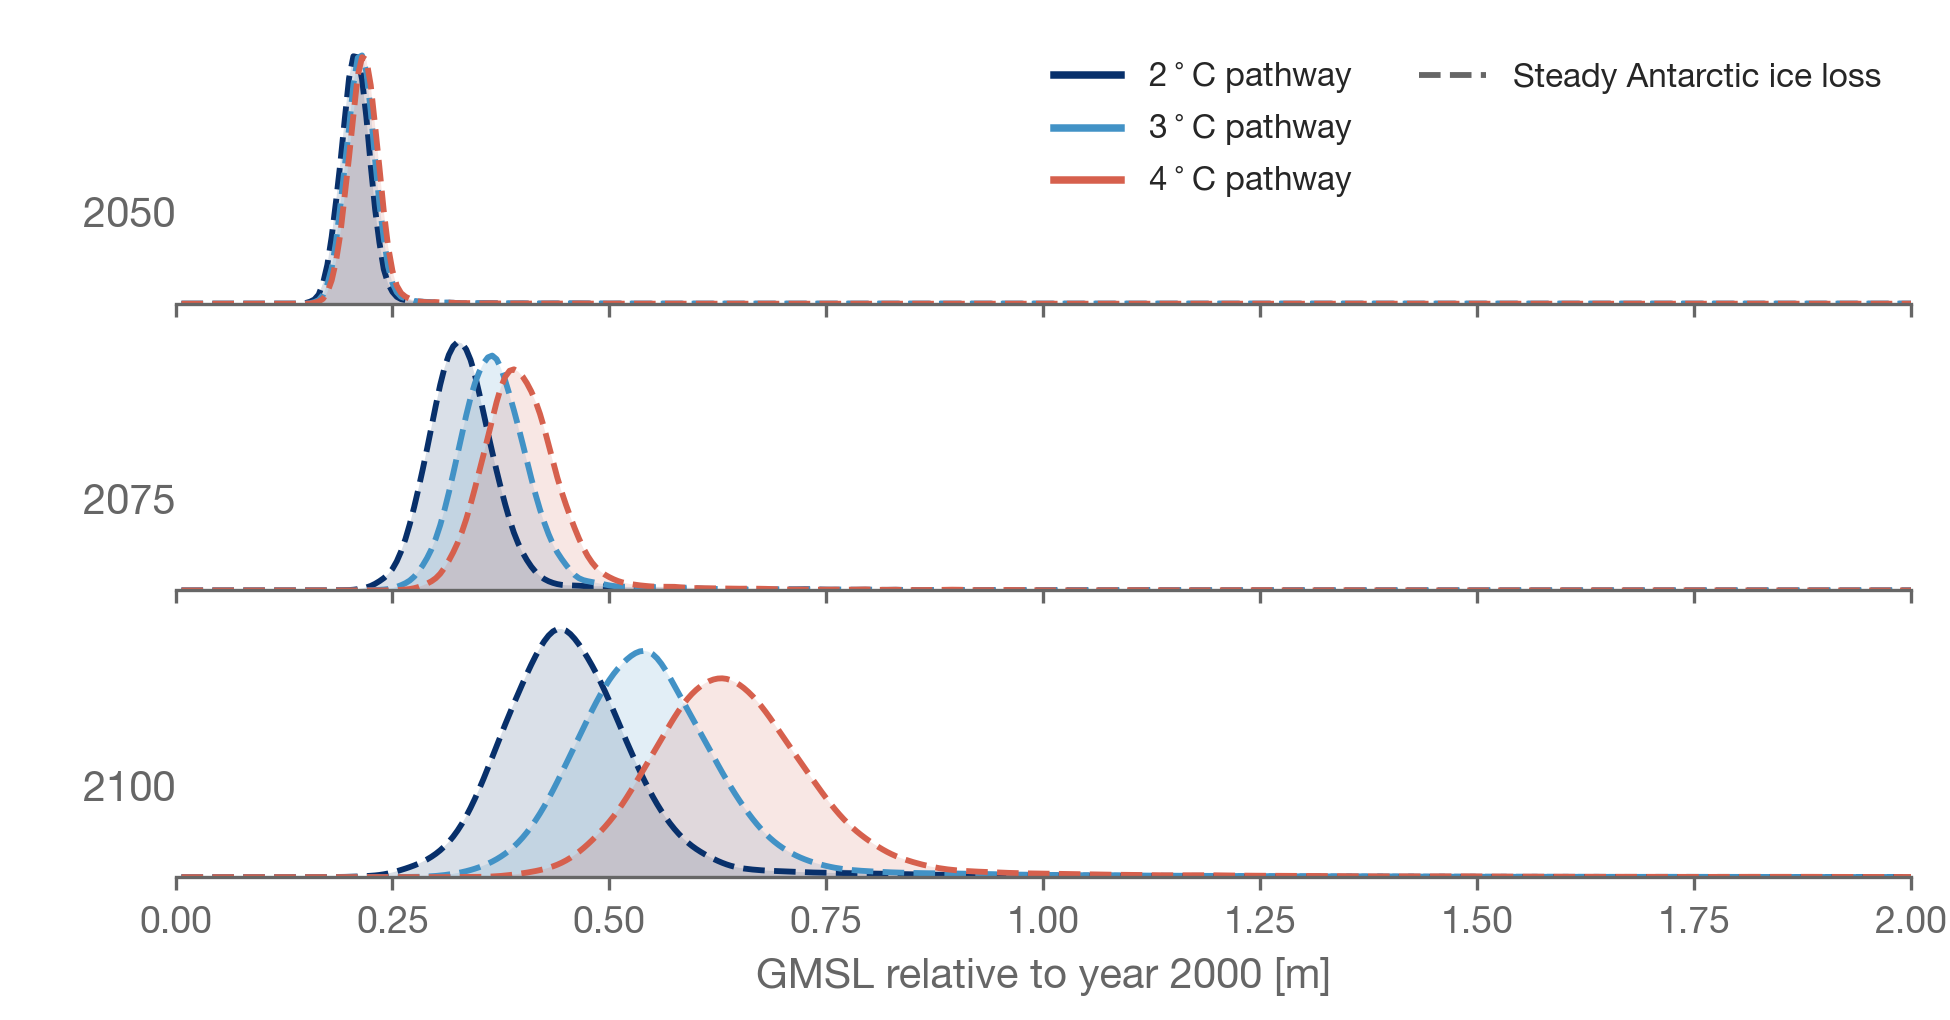 2°C pathway
3°C pathway
4°C pathway
Steady Antarctic ice loss
2050
2075
2100
0.00 0.25 0.50 0.75 1.00 1.25 1.50 1.75 2.00
GMSL relative to year 2000 [m]